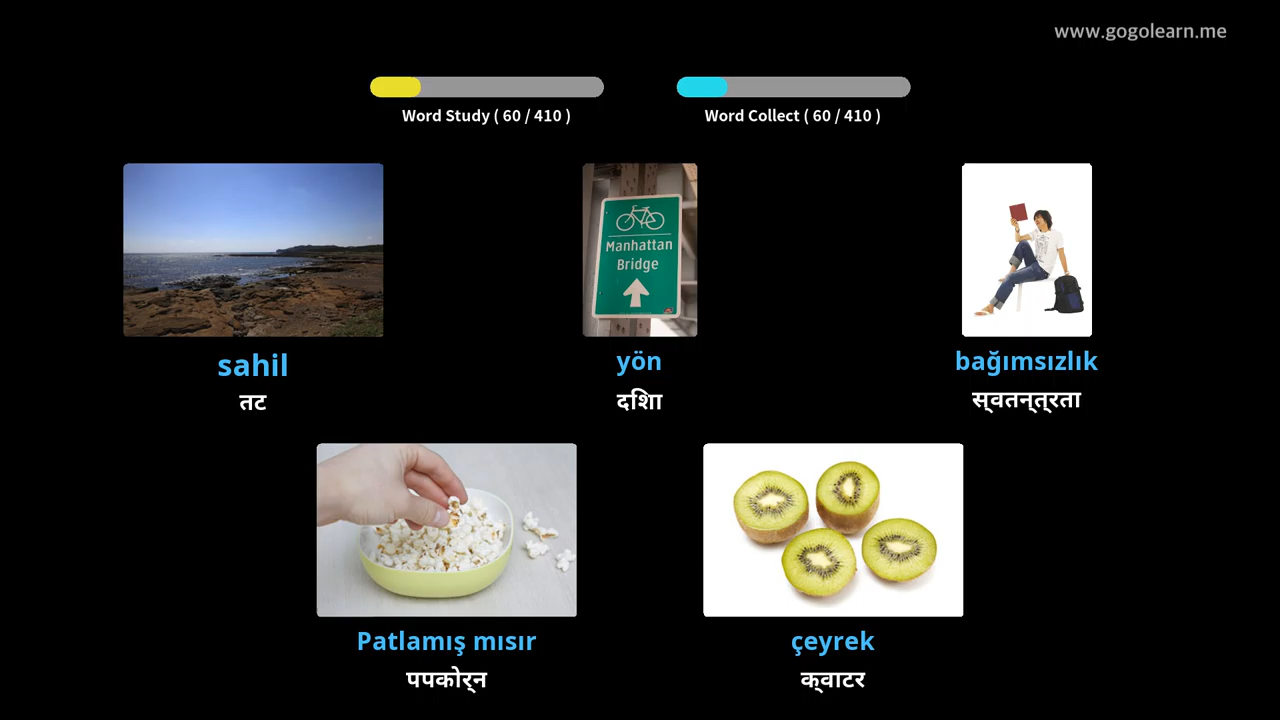 www.gogolearn.me
Word Study ( 60 / 410 )
Word Collect ( 60 / 410 )
Manhattan
Bridge
sahil
yön
bağımsızlık
तट
दिशा
स्वतन्त्रता
Patlamış mısır
çeyrek
पपकोर्न
क्वाटर